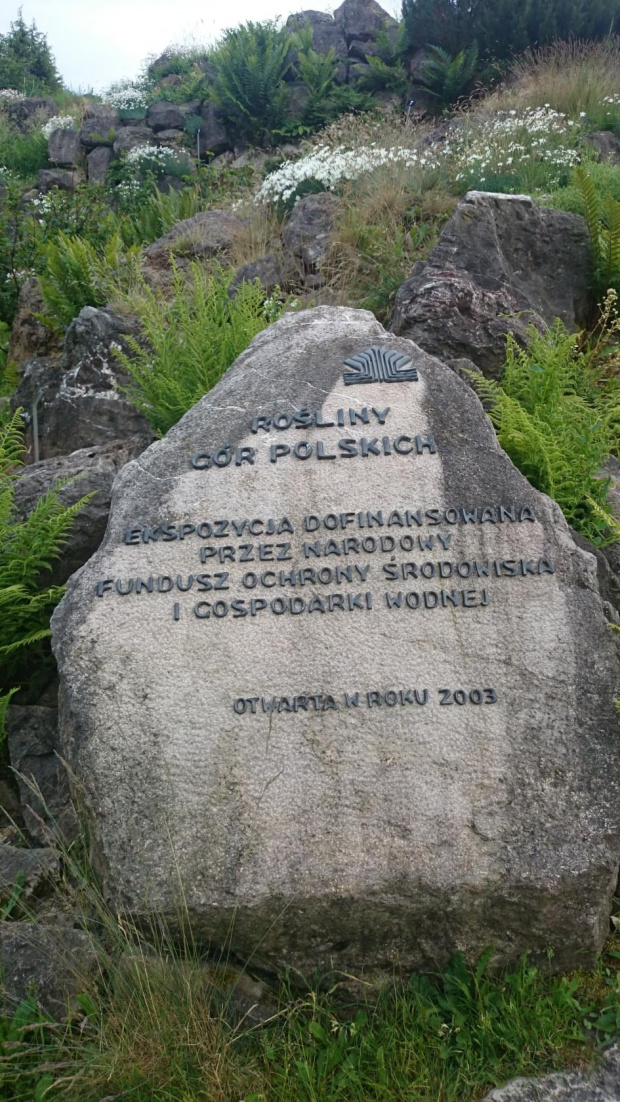 ROŚLINY
GÓR POLSKICH
EKSPOZYCJA DOFINANSOWANA
PRZEZ NARODOWY
FUNDUSZ OCHRONY ŚRODOWISKA
I GOSPODARKI WODNEJ
OTWARTA W ROKU 2003